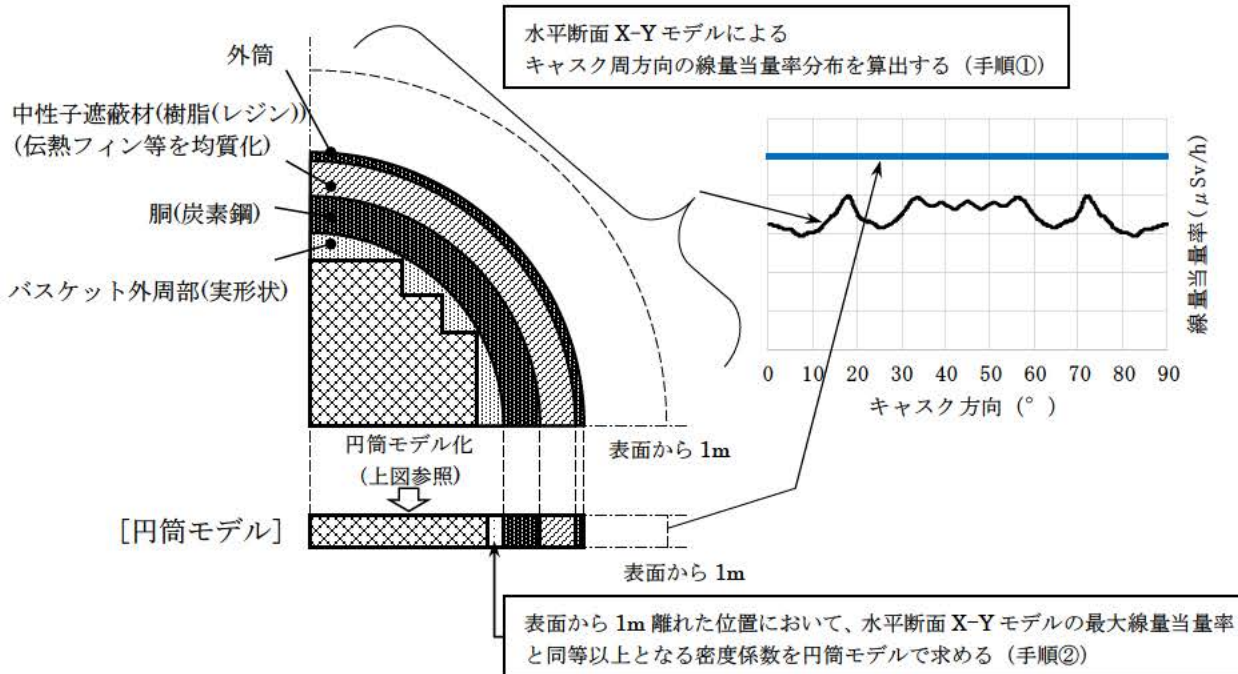 水平断面 X-Y モデルによる
キャスク周方向の線量当量率分布を算出する（手順①）
外筒
中性子遮蔽材(樹脂(レジン))
(伝熱フィン等を均質化)
胴(炭素鋼)
バスケット外周部(実形状)
線量当量率（μSv/h）
0 10 20 30 40 50 60 70 80 90
キャスク方向（°）
表面から 1m
円筒モデル化
(上図参照)
［円筒モデル］
表面から 1m
表面から 1m 離れた位置において、水平断面 X-Y モデルの最大線量当量率
と同等以上となる密度係数を円筒モデルで求める（手順②）